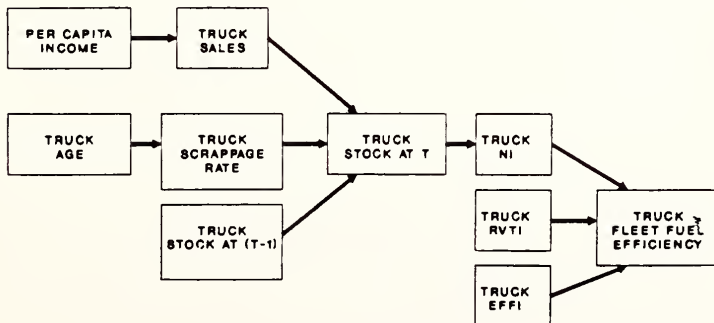 PER CAPITA
INCOME
TRUCK
SALES
TRUCK
AGE
TRUCK
SCRAPPAGE
RATE
TRUCK
STOCK AT T
TRUCK
NI
TRUCK
STOCK AT (T-1)
TRUCK
RVTI
TRUCK
FLEET FUEL
EFFICIENCY
TRUCK
EFFI